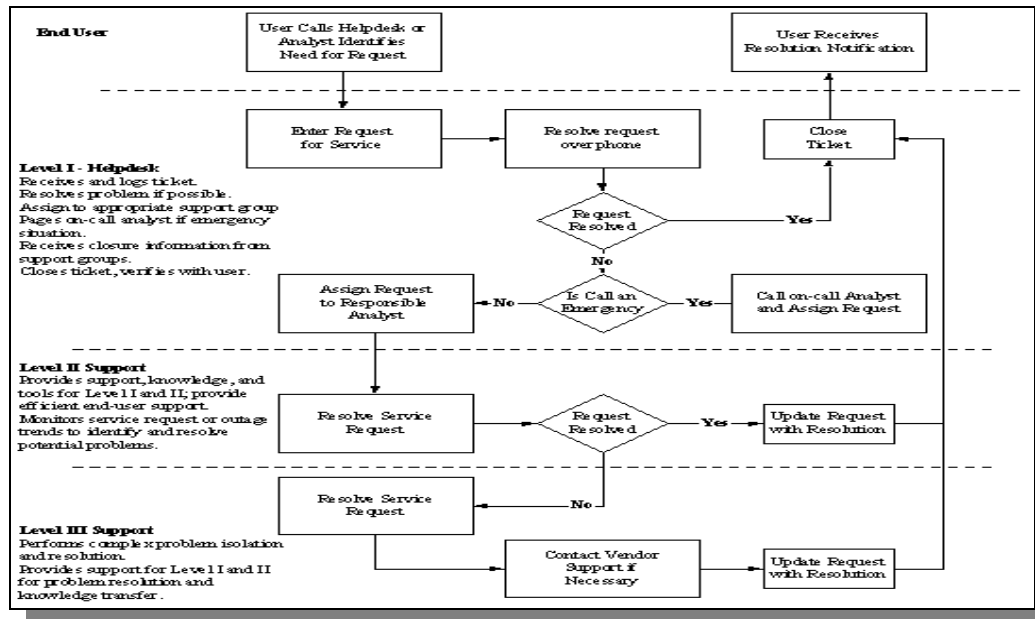 End User
User Calls Helpdesk or
Analyst Identifies
Need for Request
User Receives
Resolution Notification
Enter Request
for Service
Resolve request
over phone
Close
Ticket
Level I - Helpdesk
Receives and logs ticket.
Resolves problem if possible.
Assign to appropriate support group
Pages on-call analyst if emergency
situation.
Receives closure information from
support groups.
Closes ticket, verifies with user.
Request
Resolved
Yes
No
Assign Request
to Responsible
Analyst
No
Is Call an
Emergency
Yes
Call on-call Analyst
and Assign Request
Level II Support
Provides support, knowledge, and
tools for Level I and II; provide
efficient end-user support.
Monitors service request or outage
trends to identify and resolve
potential problems.
Resolve Service
Request
Request
Resolved
Yes
Update Request
with Resolution
No
Resolve Service
Request
Level III Support
Performs complex problem isolation
and resolution.
Provides support for Level I and II
for problem resolution and
knowledge transfer.
Contact Vendor
Support if
Necessary
Update Request
with Resolution